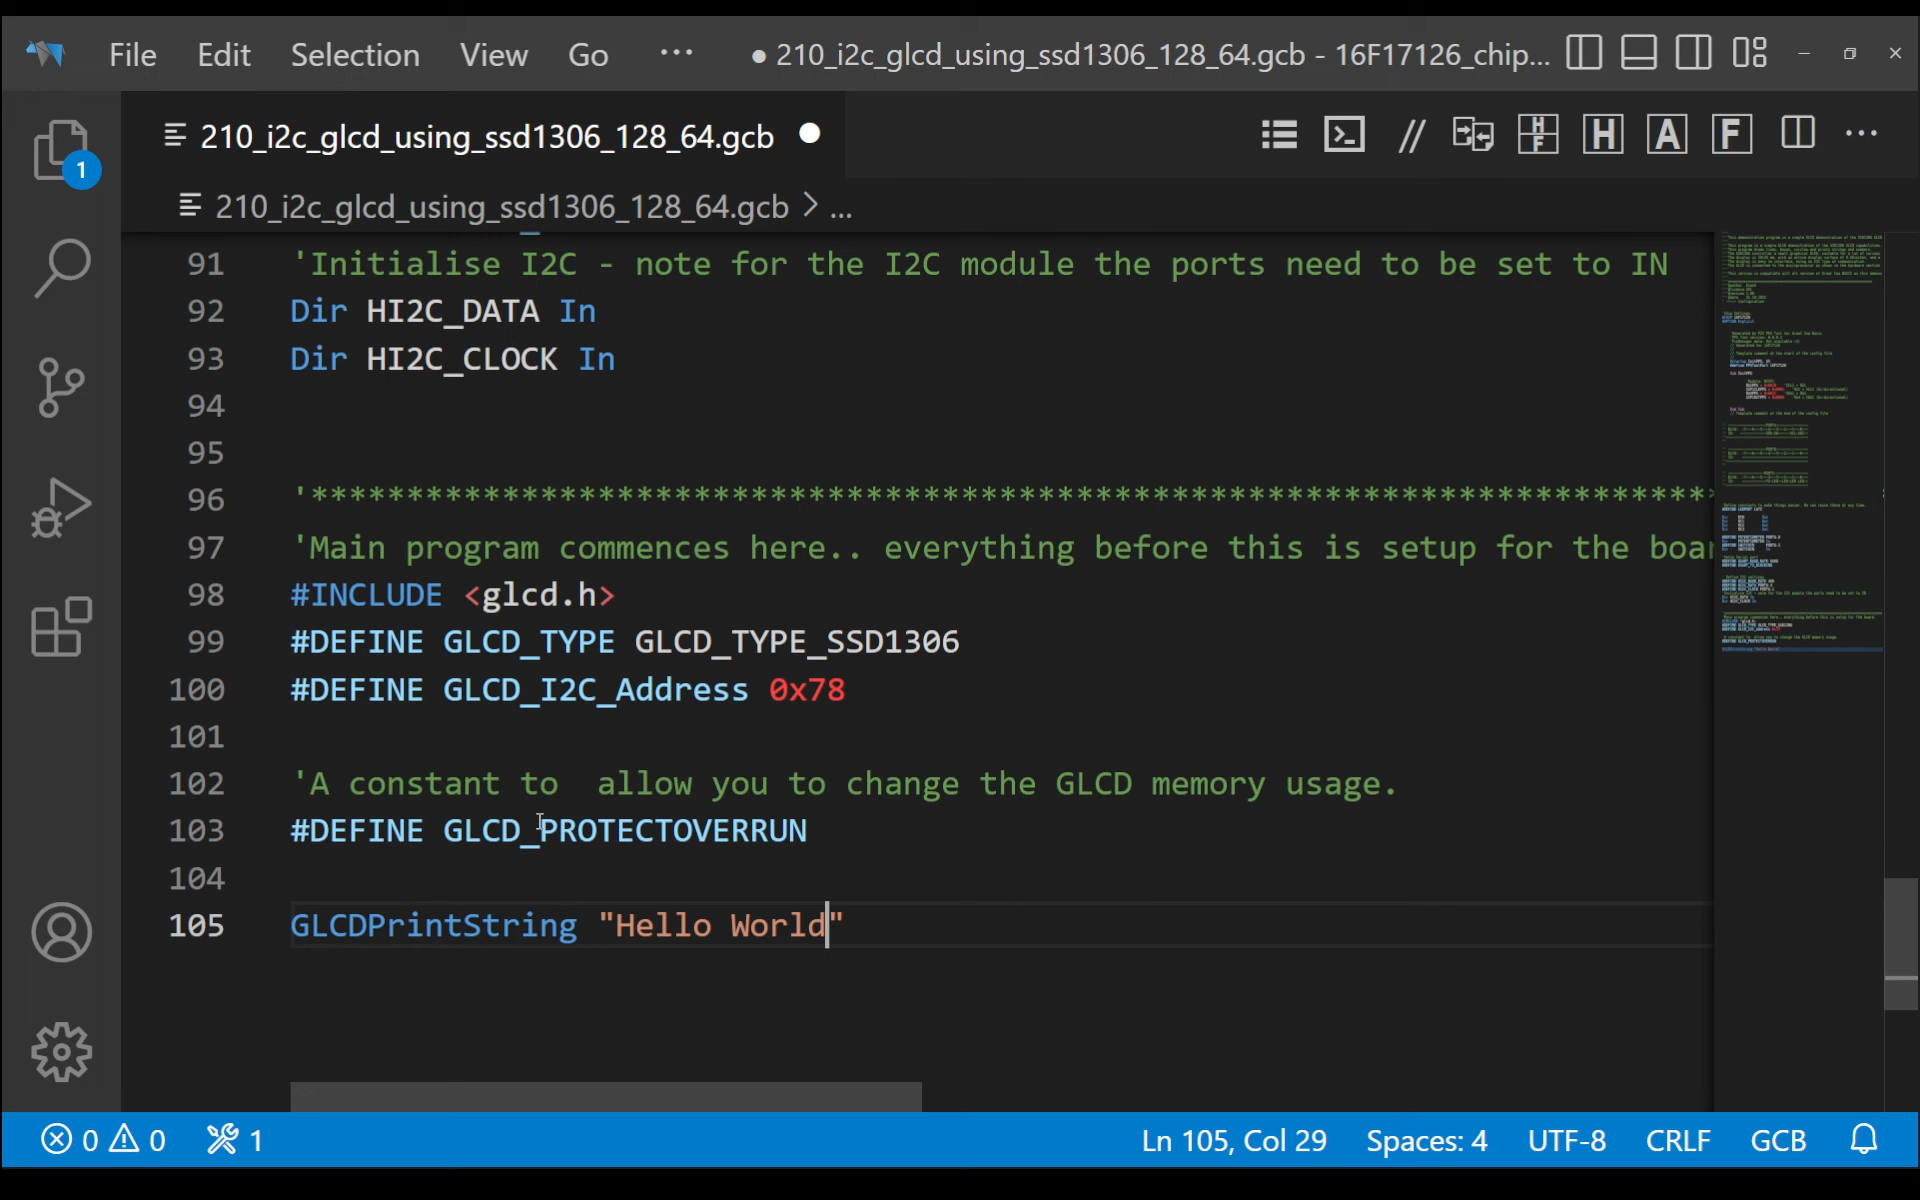 File Edit Selection View Go ··· ● 210_i2c_glcd_using_ssd1306_128_64.gcb - 16F17126_chip...
210_i2c_glcd_using_ssd1306_128_64.gcb ●
// H F H A F ···
1
210_i2c_glcd_using_ssd1306_128_64.gcb > ...
91 'Initialise I2C - note for the I2C module the ports need to be set to IN
92 Dir HI2C_DATA In
93 Dir HI2C_CLOCK In
94
95
96 '**************************************************************************
97 'Main program commences here.. everything before this is setup for the boar
98 #INCLUDE <glcd.h>
99 #DEFINE GLCD_TYPE GLCD_TYPE_SSD1306
100 #DEFINE GLCD_I2C_Address 0x78
101
102 'A constant to  allow you to change the GLCD memory usage.
103 #DEFINE GLCD_PROTECTOVERRUN
104
105 GLCDPrintString "Hello World"
0 0 1 Ln 105, Col 29 Spaces: 4 UTF-8 CRLF GCB